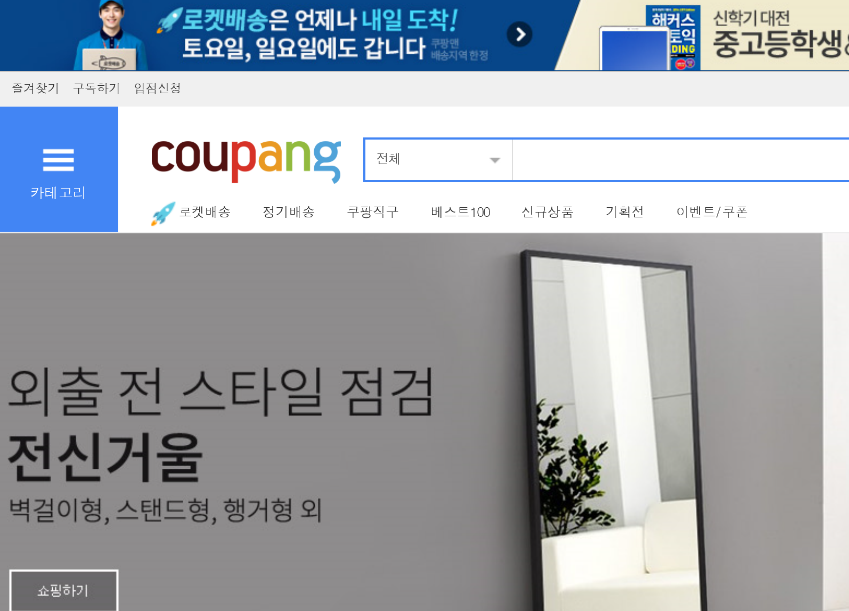 로켓배송은 언제나 내일 도착!
토요일, 일요일에도 갑니다 쿠팡맨 배송지역 한정
해커스
토익
신학기 대전
중고등학생&
즐겨찾기 구독하기 입점신청
카테고리
coupang
전체
로켓배송 정기배송 쿠팡직구 베스트100 신규상품 기획전 이벤트/쿠폰
외출 전 스타일 점검
전신거울
벽걸이형, 스탠드형, 행거형 외
쇼핑하기